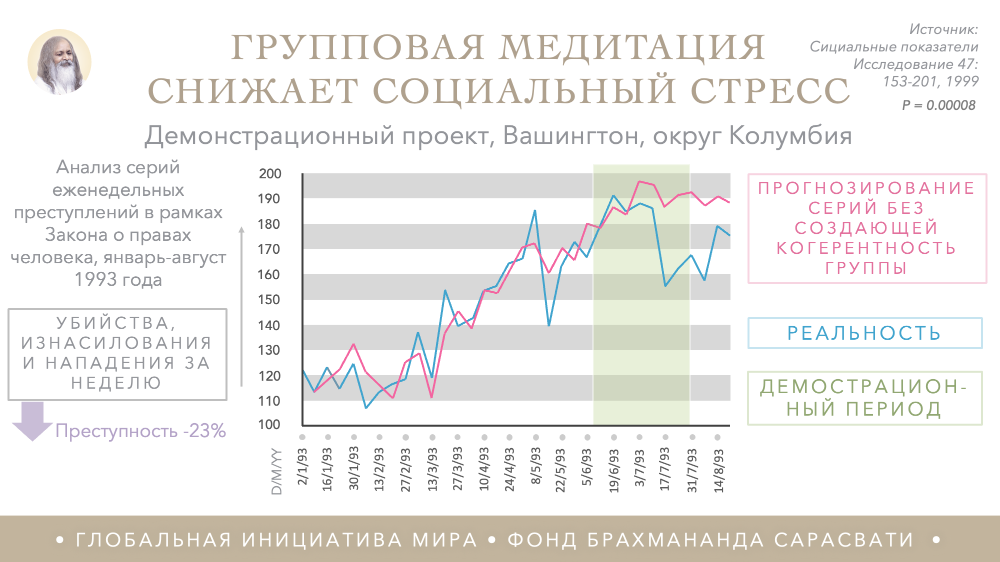 ГРУППОВАЯ МЕДИТАЦИЯ
СНИЖАЕТ СОЦИАЛЬНЫЙ СТРЕСС
Источник:
Сициальные показатели
Исследование 47:
153-201, 1999
P = 0.00008
Демонстрационный проект, Вашингтон, округ Колумбия
Анализ серий
еженедельных
преступлений в рамках
Закона о правах
человека, январь-август
1993 года
УБИЙСТВА,
ИЗНАСИЛОВАНИЯ
И НАПАДЕНИЯ ЗА
НЕДЕЛЮ
Преступность -23%
200
190
180
170
160
150
140
130
120
110
100
D/M/YY
2/1/93
16/1/93
30/1/93
13/2/93
27/2/93
13/3/93
27/3/93
10/4/93
24/4/93
8/5/93
22/5/93
5/6/93
19/6/93
3/7/93
17/7/93
31/7/93
14/8/93
ПРОГНОЗИРОВАНИЕ
СЕРИЙ БЕЗ
СОЗДАЮЩЕЙ
КОГЕРЕНТНОСТЬ
ГРУППЫ
РЕАЛЬНОСТЬ
ДЕМОСТРАЦИОН-
НЫЙ ПЕРИОД
• ГЛОБАЛЬНАЯ ИНИЦИАТИВА МИРА • ФОНД БРАХМАНАНДА САРАСВАТИ •